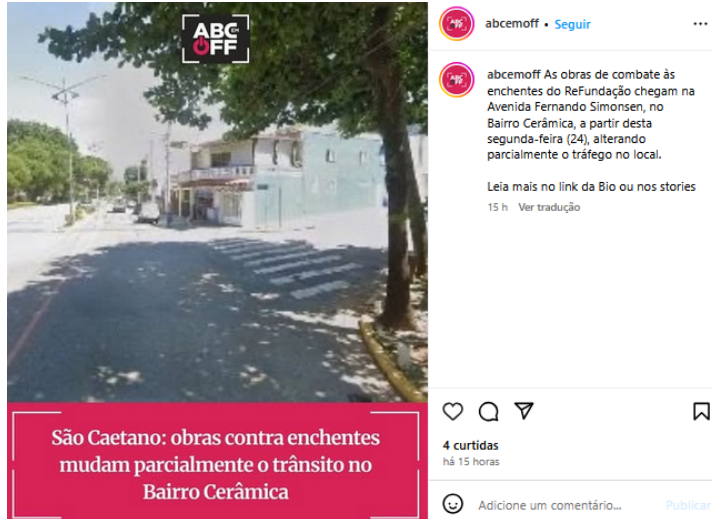 ABC
EM
OFF
São Caetano: obras contra enchentes
mudam parcialmente o trânsito no
Bairro Cerâmica
abcemoff • Seguir
abcemoff As obras de combate às
enchentes do ReFundação chegam na
Avenida Fernando Simonsen, no
Bairro Cerâmica, a partir desta
segunda-feira (24), alterando
parcialmente o tráfego no local.
Leia mais no link da Bio ou nos stories
15 h Ver tradução
4 curtidas
há 15 horas
Adicione um comentário... Publicar